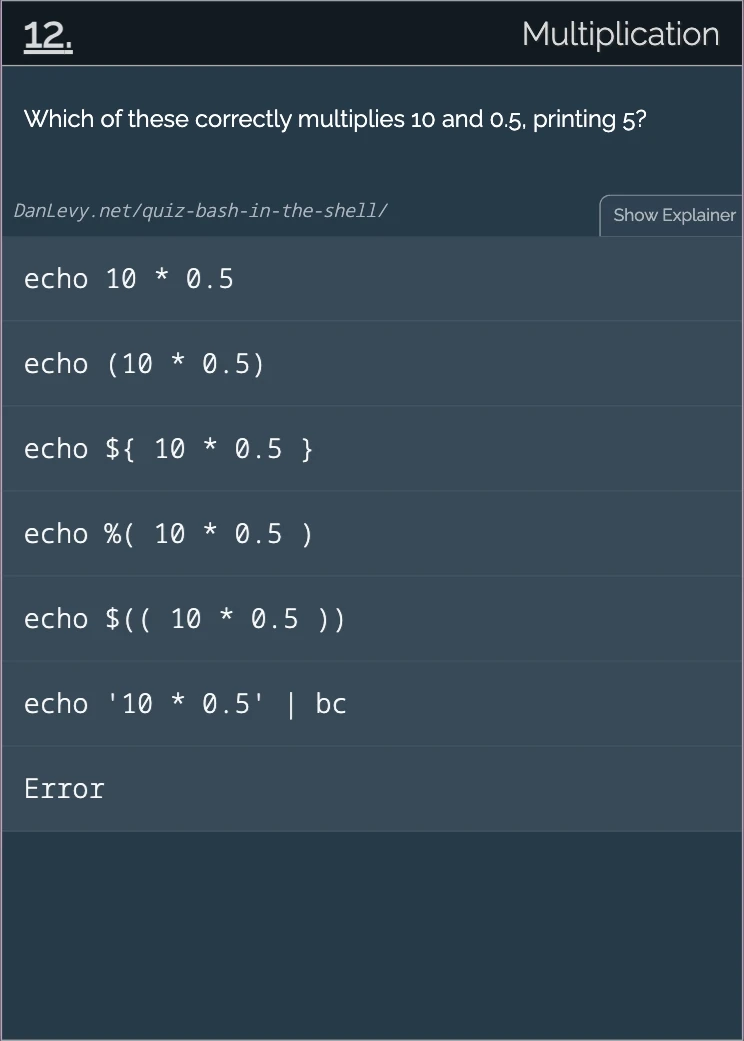 12.
Multiplication
Which of these correctly multiplies 10 and 0.5, printing 5?
DanLevy.net/quiz-bash-in-the-shell/
Show Explainer
echo 10 * 0.5
echo (10 * 0.5)
echo ${ 10 * 0.5 }
echo %( 10 * 0.5 )
echo $(( 10 * 0.5 ))
echo '10 * 0.5' | bc
Error